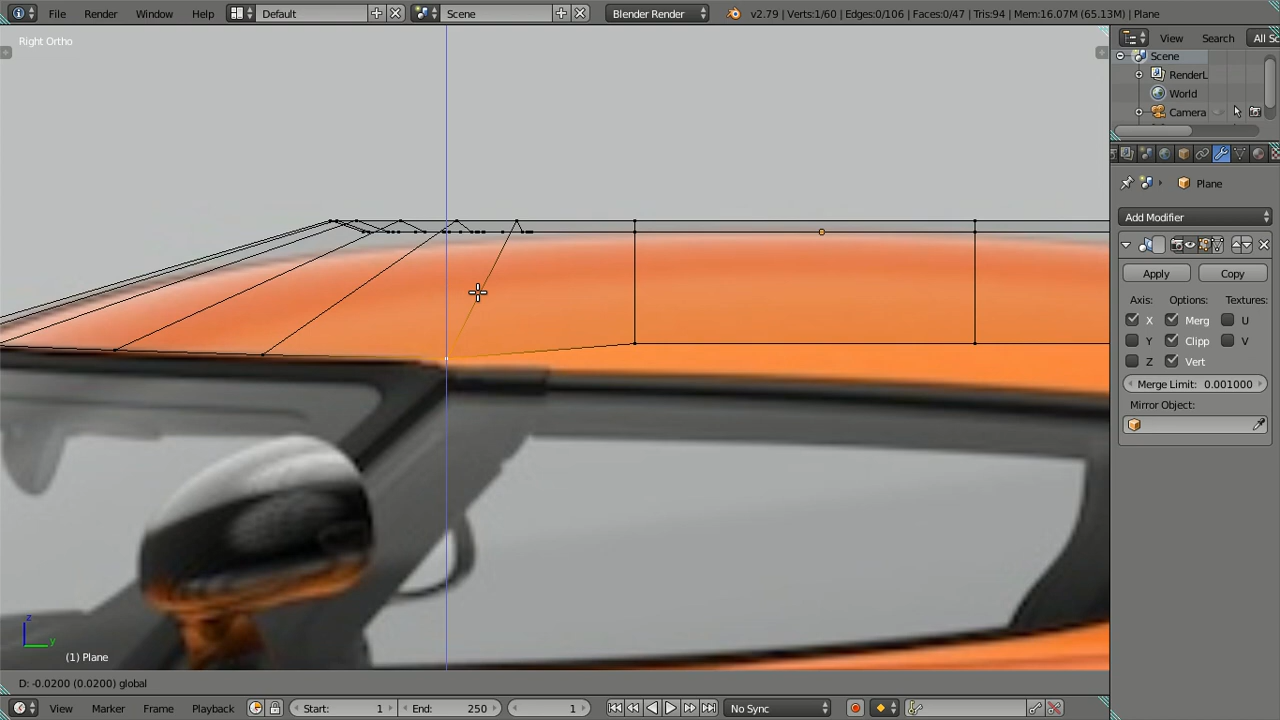 File Render Window Help Default Scene Blender Render v2.79 | Verts:1/60 | Edges:0/106 | Faces:0/47 | Tris:94 | Mem:16.07M (65.13M) | Plane
Right Ortho
View Search All Sc
Scene
RenderL
World
Camera
Plane
Add Modifier
Apply Copy
Axis: Options: Textures:
X Merg U
Y Clipp V
Z Vert
Merge Limit: 0.001000
Mirror Object:
z
y
(1) Plane
D: -0.0200 (0.0200) global
View Marker Frame Playback Start: 1 End: 250 1 No Sync